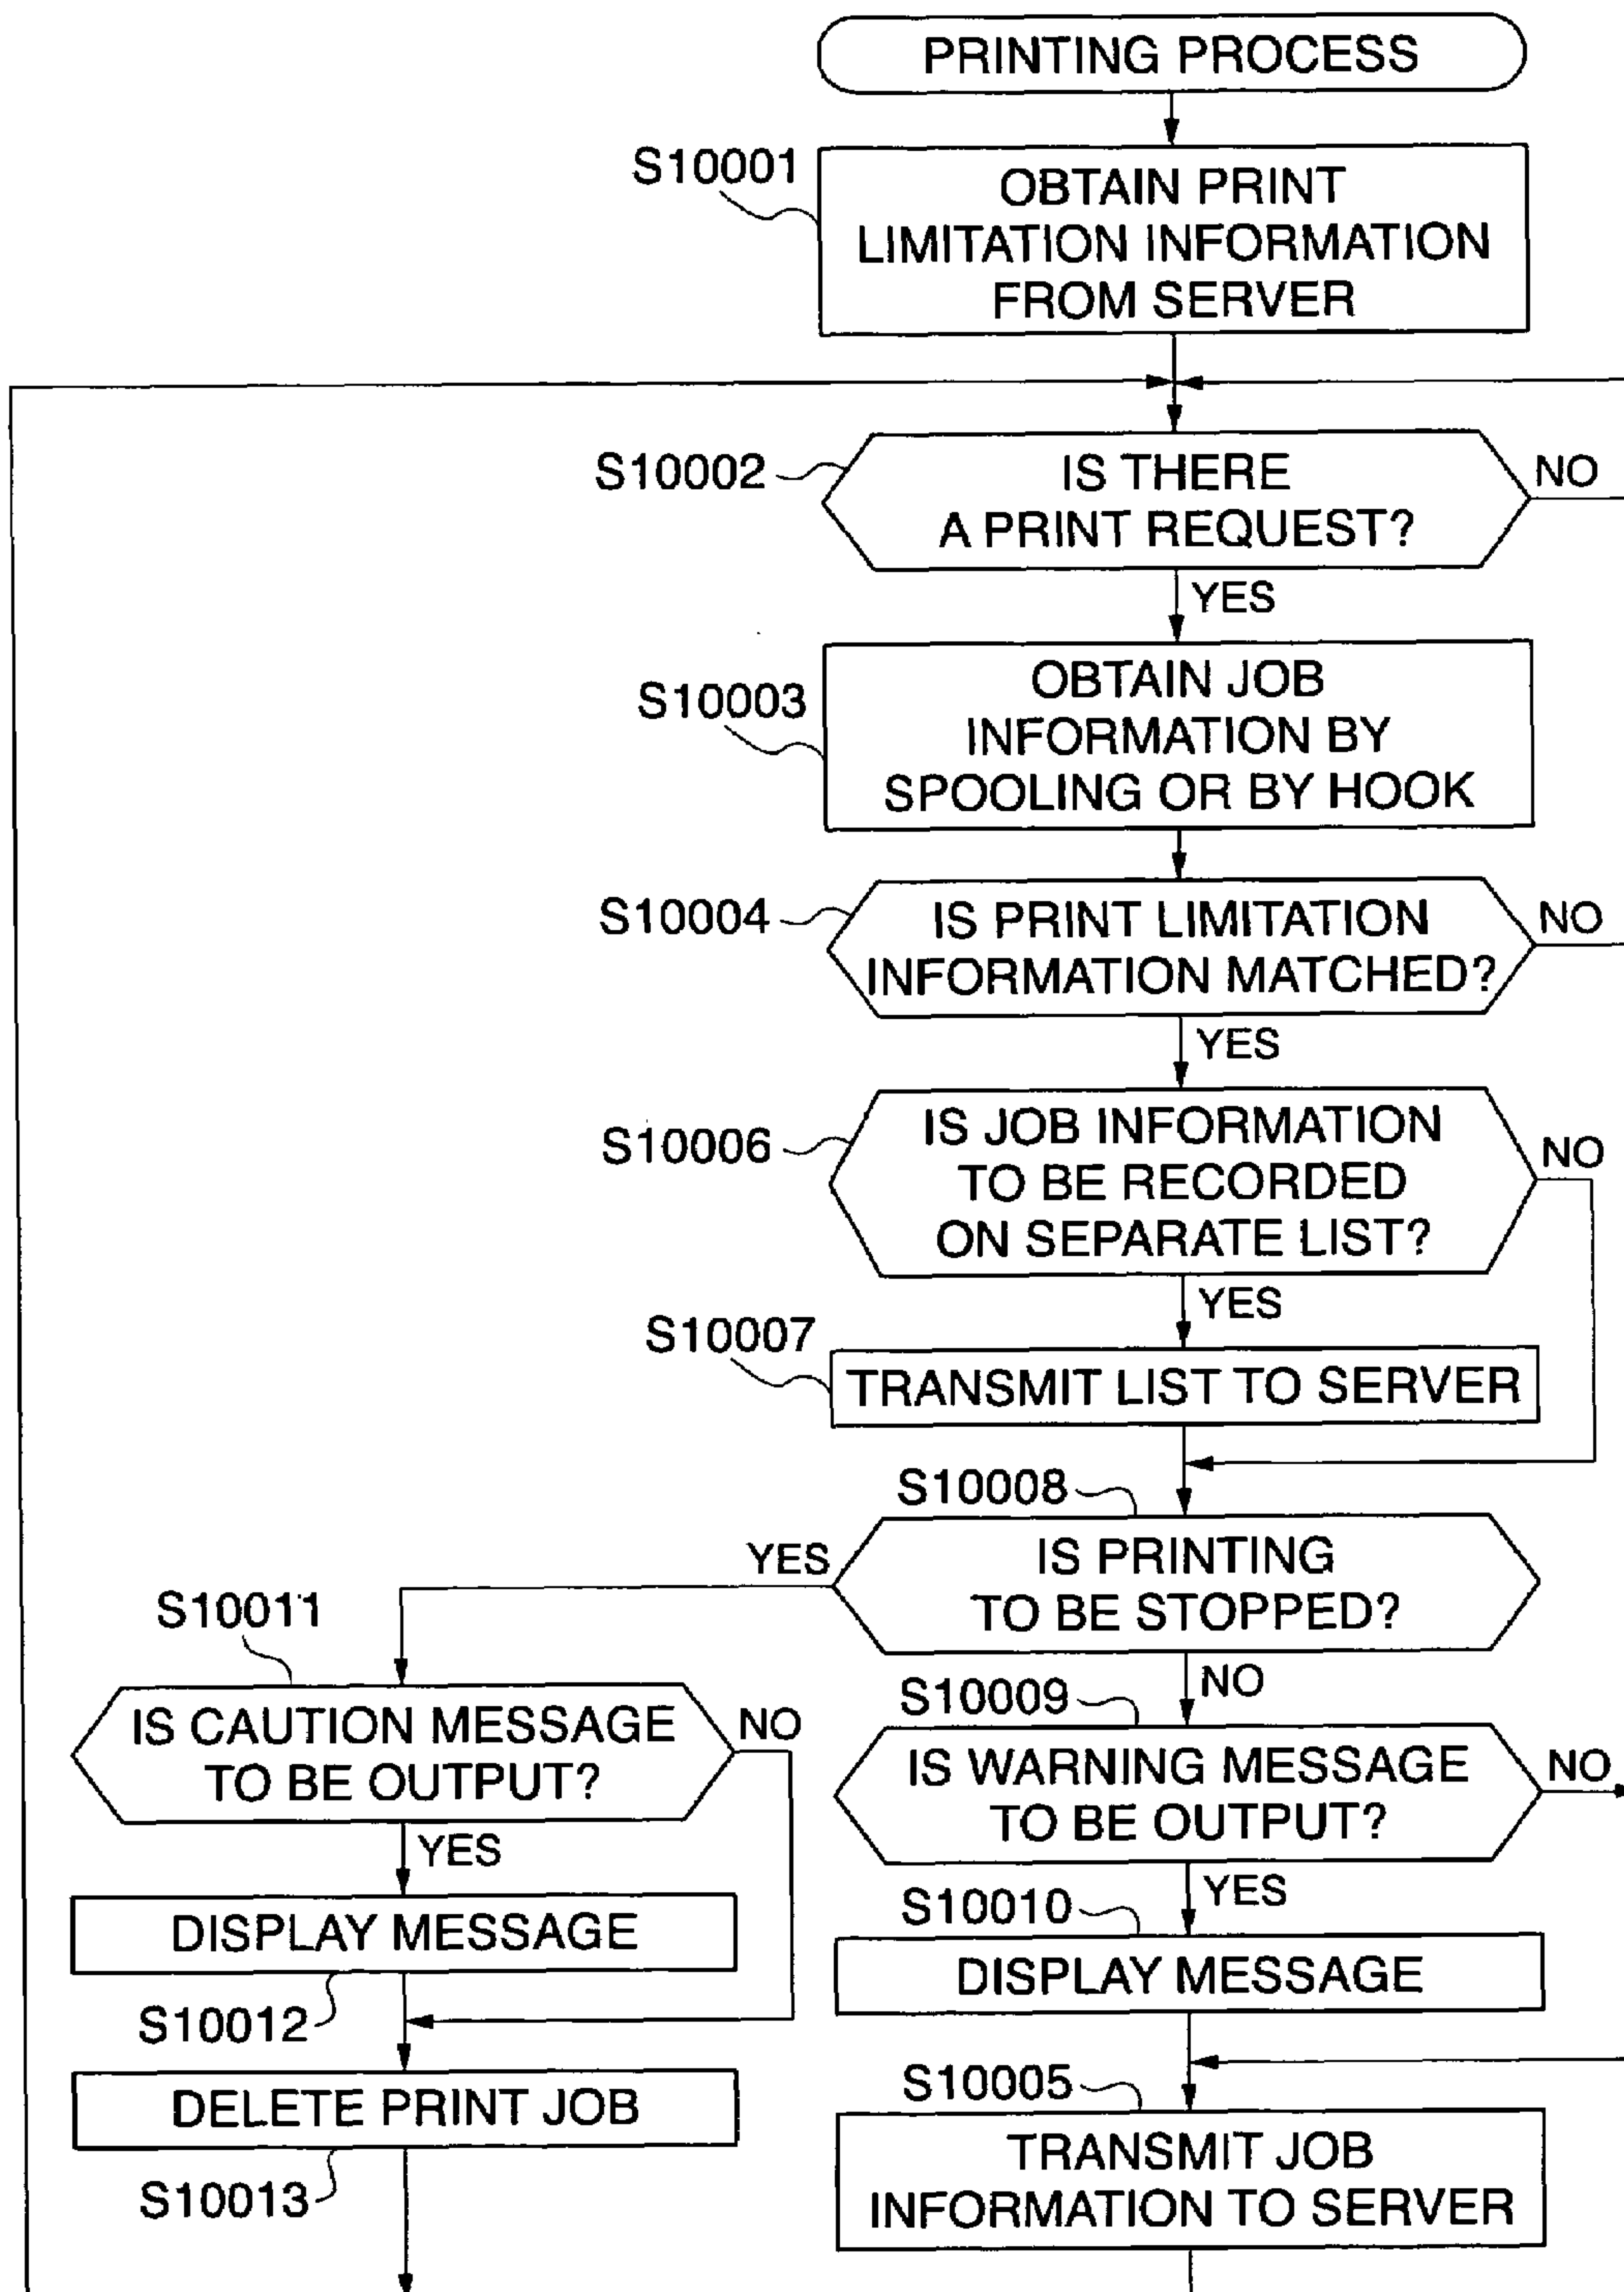 PRINTING PROCESS
S10001
OBTAIN PRINT
LIMITATION INFORMATION
FROM SERVER
S10002
IS THERE
A PRINT REQUEST?
NO
YES
S10003
OBTAIN JOB
INFORMATION BY
SPOOLING OR BY HOOK
S10004
IS PRINT LIMITATION
INFORMATION MATCHED?
NO
YES
S10006
IS JOB INFORMATION
TO BE RECORDED
ON SEPARATE LIST?
NO
YES
S10007
TRANSMIT LIST TO SERVER
S10008
IS PRINTING
TO BE STOPPED?
YES
NO
S10011
IS CAUTION MESSAGE
TO BE OUTPUT?
NO
YES
DISPLAY MESSAGE
S10012
DELETE PRINT JOB
S10013
S10009
IS WARNING MESSAGE
TO BE OUTPUT?
NO
YES
S10010
DISPLAY MESSAGE
S10005
TRANSMIT JOB
INFORMATION TO SERVER